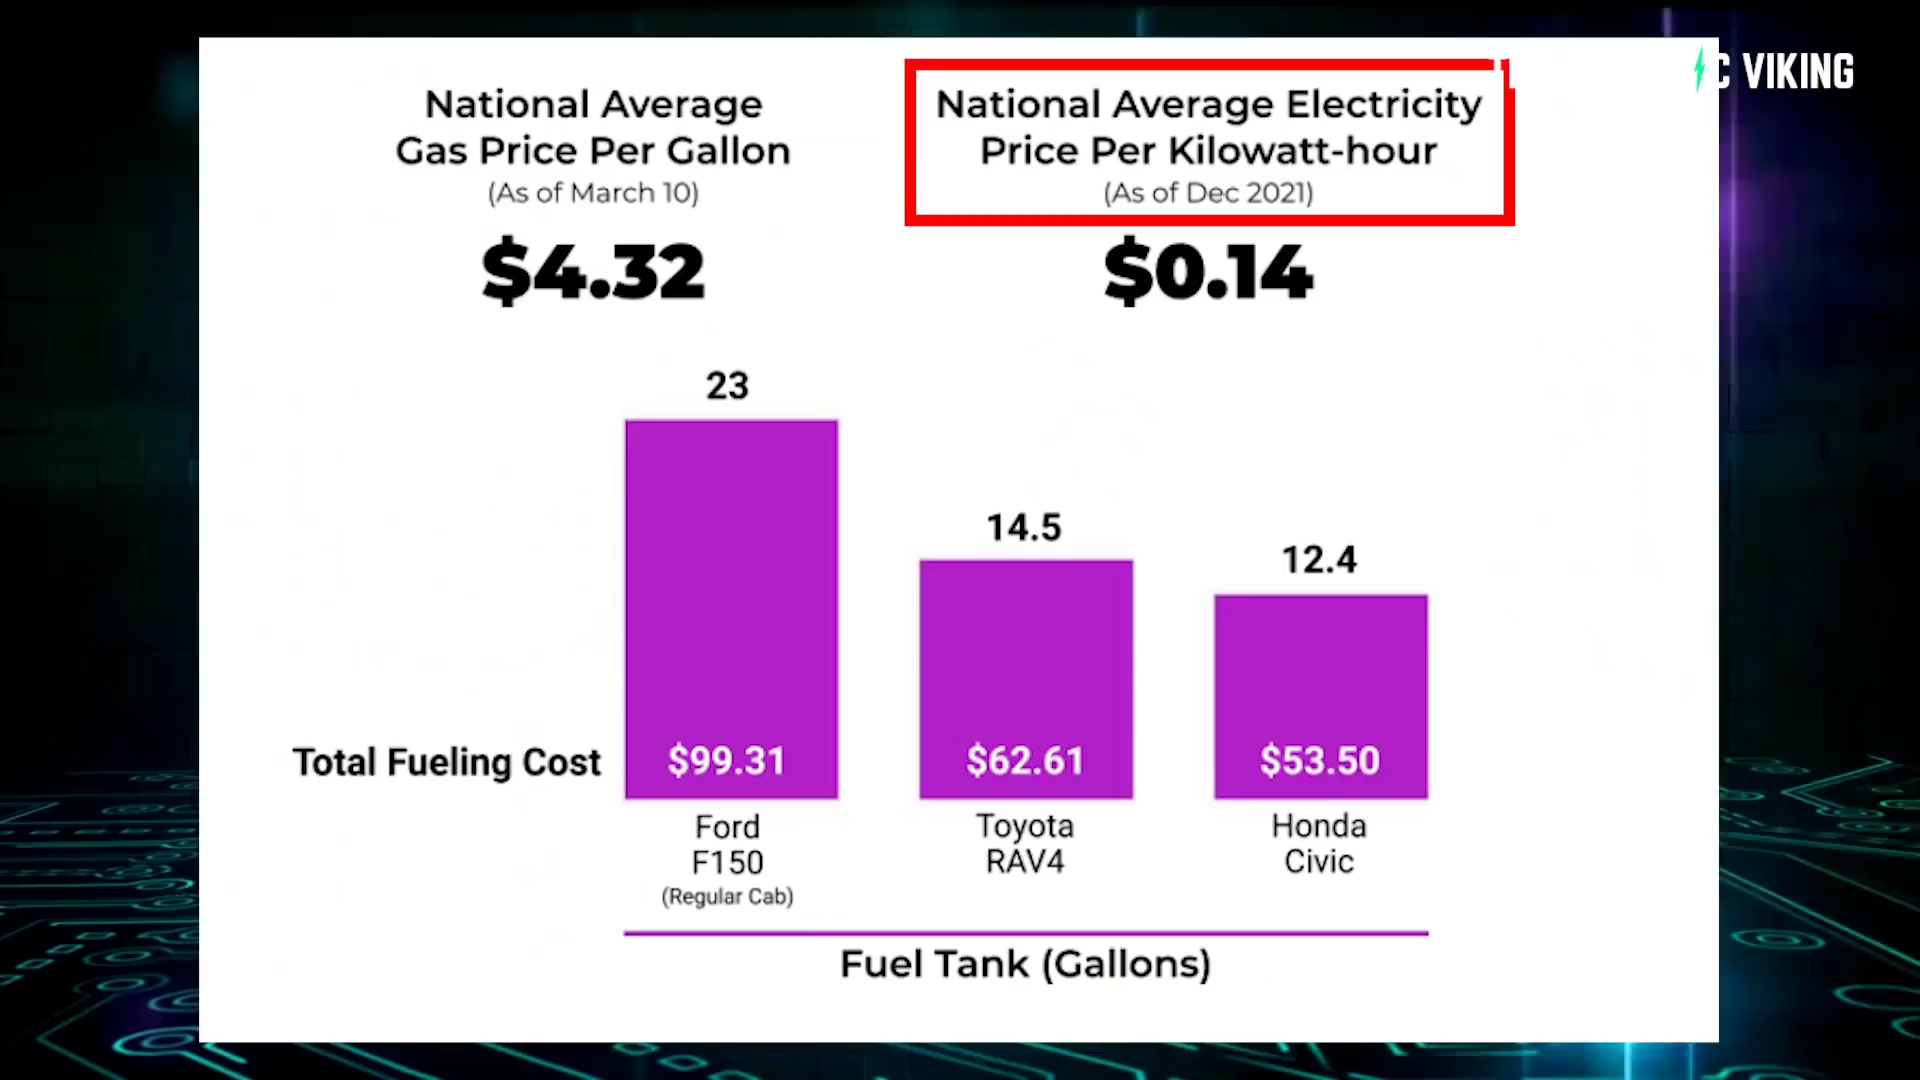 National Average
Gas Price Per Gallon
(As of March 10)
$4.32
National Average Electricity
Price Per Kilowatt-hour
(As of Dec 2021)
$0.14
C VIKING
23
14.5
12.4
Total Fueling Cost
$99.31
$62.61
$53.50
Ford
F150
(Regular Cab)
Toyota
RAV4
Honda
Civic
Fuel Tank (Gallons)